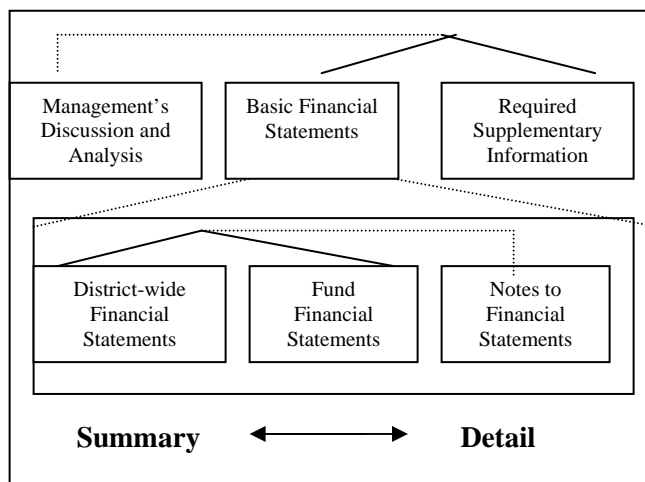 Management’s
Discussion and
Analysis
Basic Financial
Statements
Required
Supplementary
Information
District-wide
Financial
Statements
Fund
Financial
Statements
Notes to
Financial
Statements
Summary
Detail